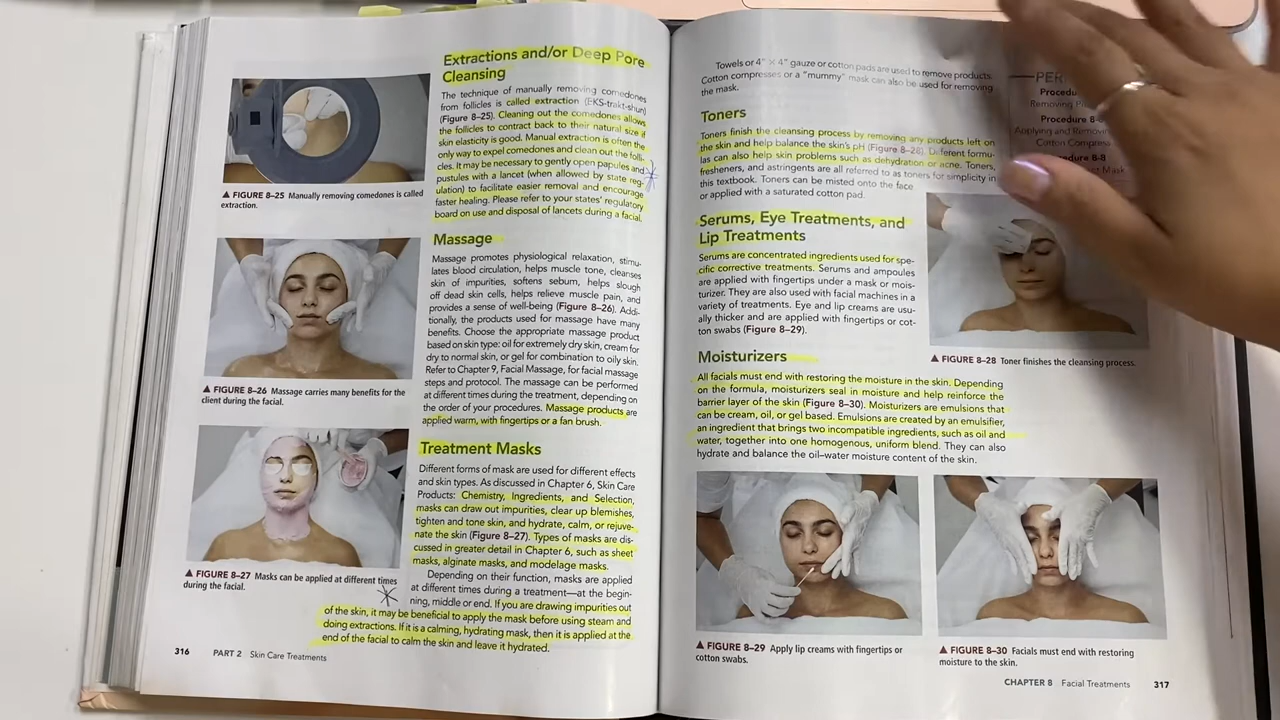 ▲ FIGURE 8–25 Manually removing comedones is called
extraction.
▲ FIGURE 8–26 Massage carries many benefits for the
client during the facial.
▲ FIGURE 8–27 Masks can be applied at different times
during the facial.
Extractions and/or Deep Pore
Cleansing
The technique of manually removing comedones
from follicles is called extraction (EKS-trakt-shun)
(Figure 8–25). Cleaning out the comedones allows
the follicles to contract back to their natural size if
skin elasticity is good. Manual extraction is often the
only way to expel comedones and clean out the folli-
cles. It may be necessary to gently open papules and
pustules with a lancet (when allowed by state reg-
ulation) to facilitate easier removal and encourage
faster healing. Please refer to your states' regulatory
board on use and disposal of lancets during a facial.
Massage
Massage promotes physiological relaxation, stimu-
lates blood circulation, helps muscle tone, cleanses
skin of impurities, softens sebum, helps slough
off dead skin cells, helps relieve muscle pain, and
provides a sense of well-being (Figure 8–26). Addi-
tionally, the products used for massage have many
benefits. Choose the appropriate massage product
based on skin type: oil for extremely dry skin, cream for
dry to normal skin, or gel for combination to oily skin.
Refer to Chapter 9, Facial Massage, for facial massage
steps and protocol. The massage can be performed
at different times during the treatment, depending on
the order of your procedures. Massage products are
applied warm, with fingertips or a fan brush.
Treatment Masks
Different forms of mask are used for different effects
and skin types. As discussed in Chapter 6, Skin Care
Products: Chemistry, Ingredients, and Selection,
masks can draw out impurities, clear up blemishes,
tighten and tone skin, and hydrate, calm, or rejuve-
nate the skin (Figure 8–27). Types of masks are dis-
cussed in greater detail in Chapter 6, such as sheet
masks, alginate masks, and modelage masks.
Depending on their function, masks are applied
at different times during a treatment—at the begin-
ning, middle or end. If you are drawing impurities out
of the skin, it may be beneficial to apply the mask before using steam and
doing extractions. If it is a calming, hydrating mask, then it is applied at the
end of the facial to calm the skin and leave it hydrated.
316 PART 2 Skin Care Treatments
Towels or 4" × 4" gauze or cotton pads are used to remove products.
Cotton compresses or a "mummy" mask can also be used for removing
the mask.
Toners
Toners finish the cleansing process by removing any products left on
the skin and help balance the skin's pH (Figure 8–28). Different formu-
las can also help skin problems such as dehydration or acne. Toners,
fresheners, and astringents are all referred to as toners for simplicity in
this textbook. Toners can be misted onto the face
or applied with a saturated cotton pad.
Serums, Eye Treatments, and
Lip Treatments
Serums are concentrated ingredients used for spe-
cific corrective treatments. Serums and ampoules
are applied with fingertips under a mask or mois-
turizer. They are also used with facial machines in a
variety of treatments. Eye and lip creams are usu-
ally thicker and are applied with fingertips or cot-
ton swabs (Figure 8–29).
Moisturizers
All facials must end with restoring the moisture in the skin. Depending
on the formula, moisturizers seal in moisture and help reinforce the
barrier layer of the skin (Figure 8–30). Moisturizers are emulsions that
can be cream, oil, or gel based. Emulsions are created by an emulsifier,
an ingredient that brings two incompatible ingredients, such as oil and
water, together into one homogenous, uniform blend. They can also
hydrate and balance the oil–water moisture content of the skin.
PER
Procedu
Removing
Procedure 8-
Applying and Removin
Cotton Compress
edure 8-8
Mask
▲ FIGURE 8–28 Toner finishes the cleansing process.
▲ FIGURE 8–29 Apply lip creams with fingertips or
cotton swabs.
▲ FIGURE 8–30 Facials must end with restoring
moisture to the skin.
CHAPTER 8 Facial Treatments 317